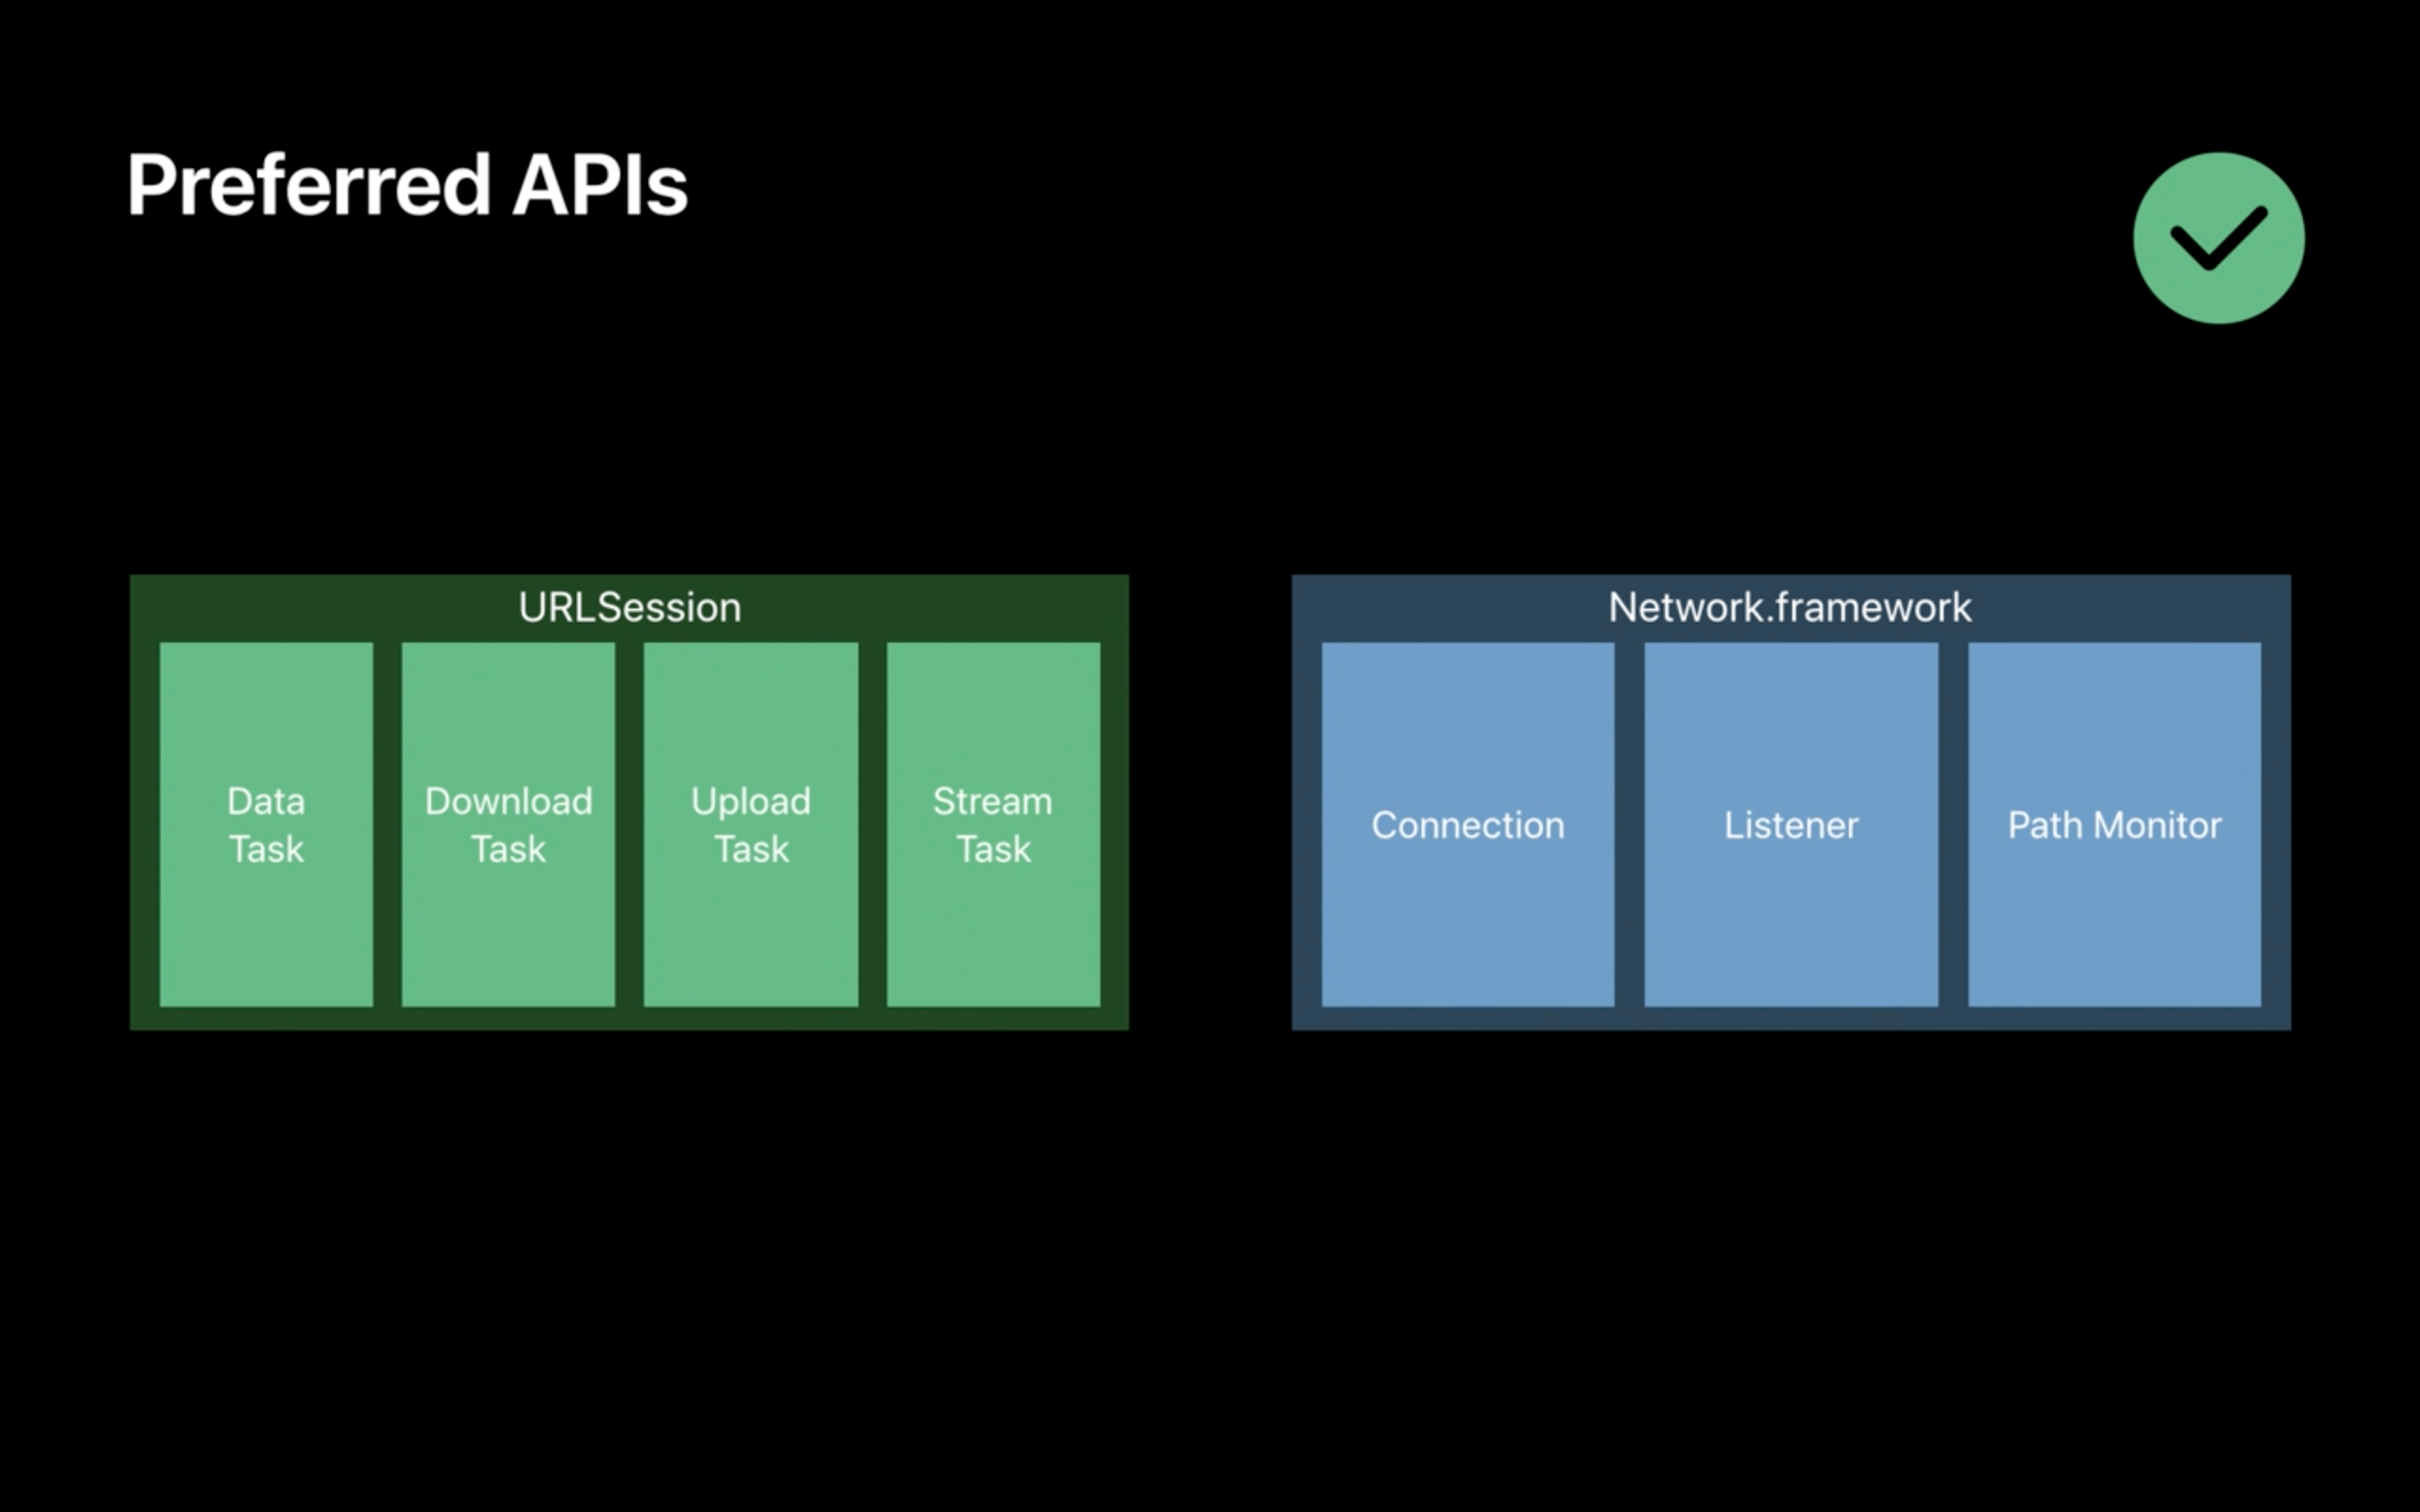 Preferred APIs
URLSession
Data
Task
Download
Task
Upload
Task
Stream
Task
Network.framework
Connection
Listener
Path Monitor